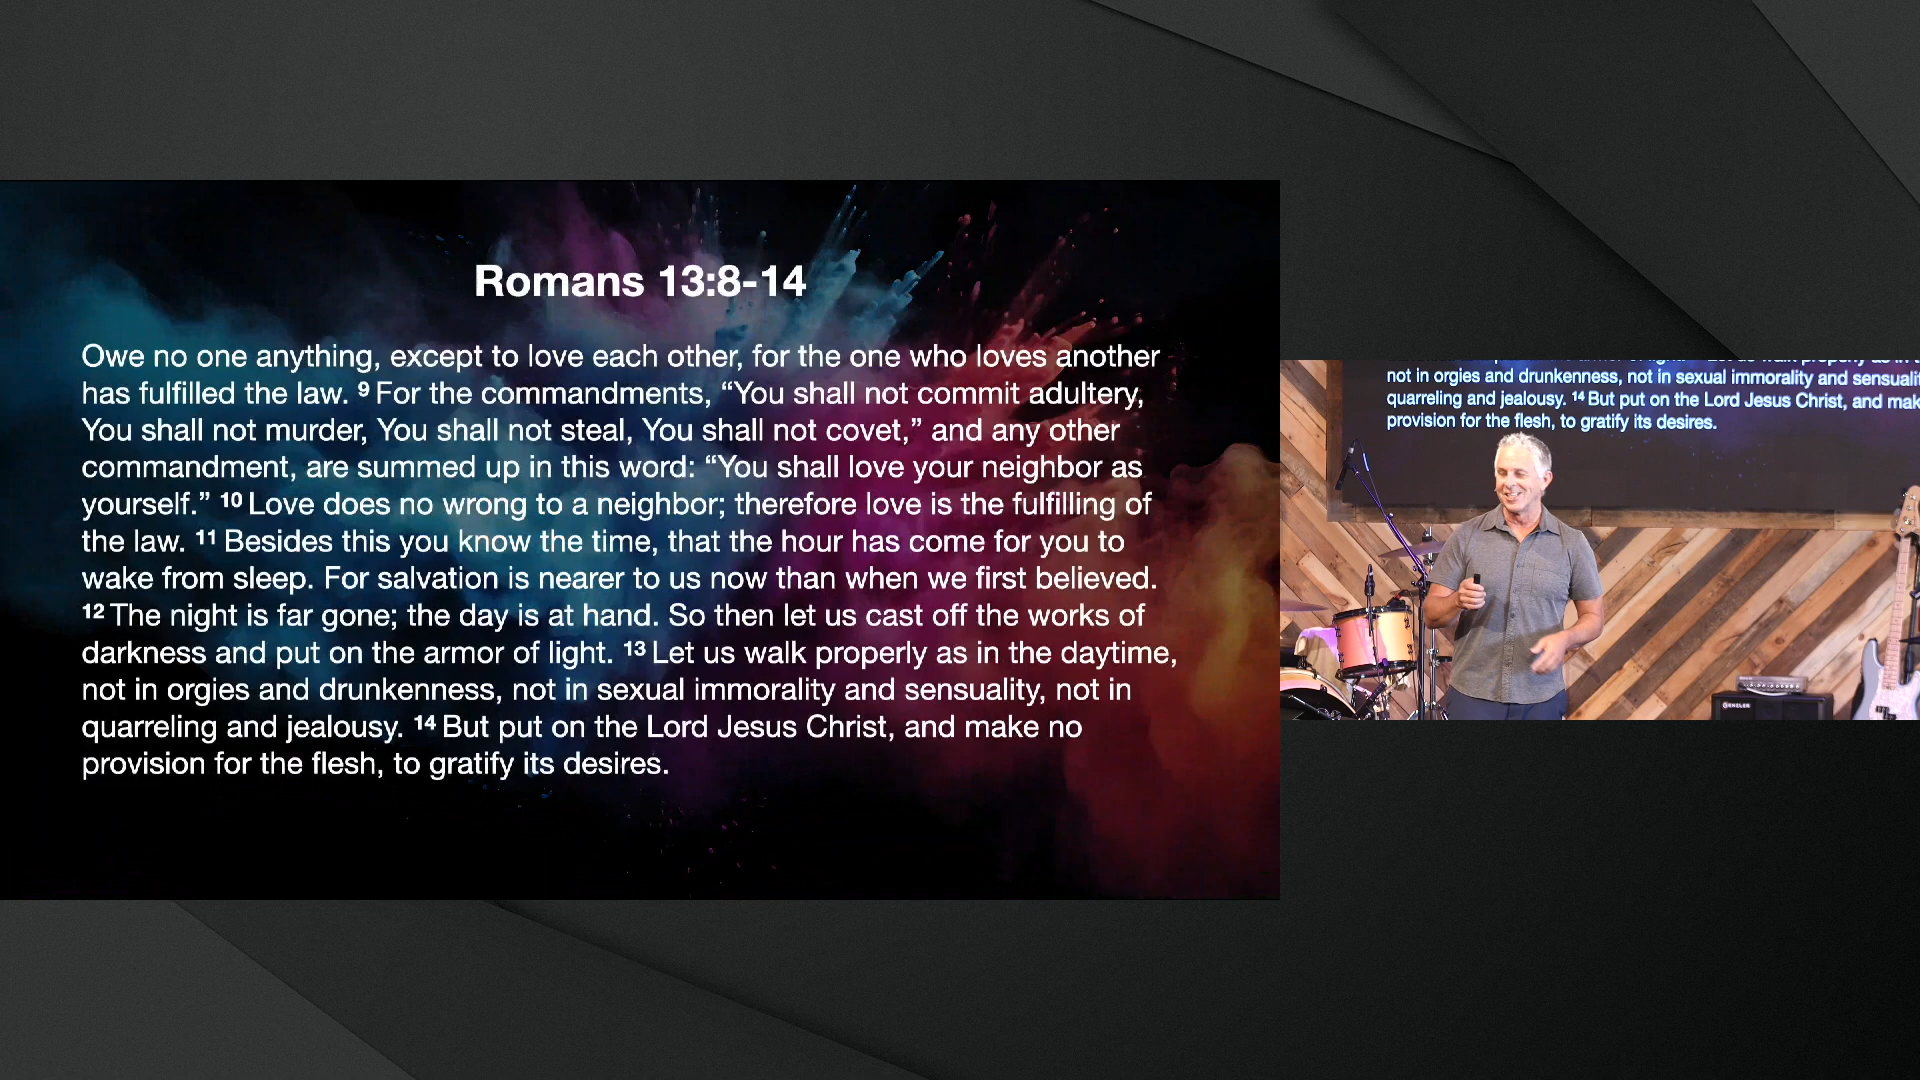 Romans 13:8-14
Owe no one anything, except to love each other, for the one who loves another
has fulfilled the law. 9 For the commandments, “You shall not commit adultery,
You shall not murder, You shall not steal, You shall not covet,” and any other
commandment, are summed up in this word: “You shall love your neighbor as
yourself.” 10 Love does no wrong to a neighbor; therefore love is the fulfilling of
the law. 11 Besides this you know the time, that the hour has come for you to
wake from sleep. For salvation is nearer to us now than when we first believed.
12 The night is far gone; the day is at hand. So then let us cast off the works of
darkness and put on the armor of light. 13 Let us walk properly as in the daytime,
not in orgies and drunkenness, not in sexual immorality and sensuality, not in
quarreling and jealousy. 14 But put on the Lord Jesus Christ, and make no
provision for the flesh, to gratify its desires.
not in orgies and drunkenness, not in sexual immorality and
quarreling and jealousy. 14 But put on the Lord Jesus Christ, and
provision for the flesh, to gratify its desires.
GENZLER